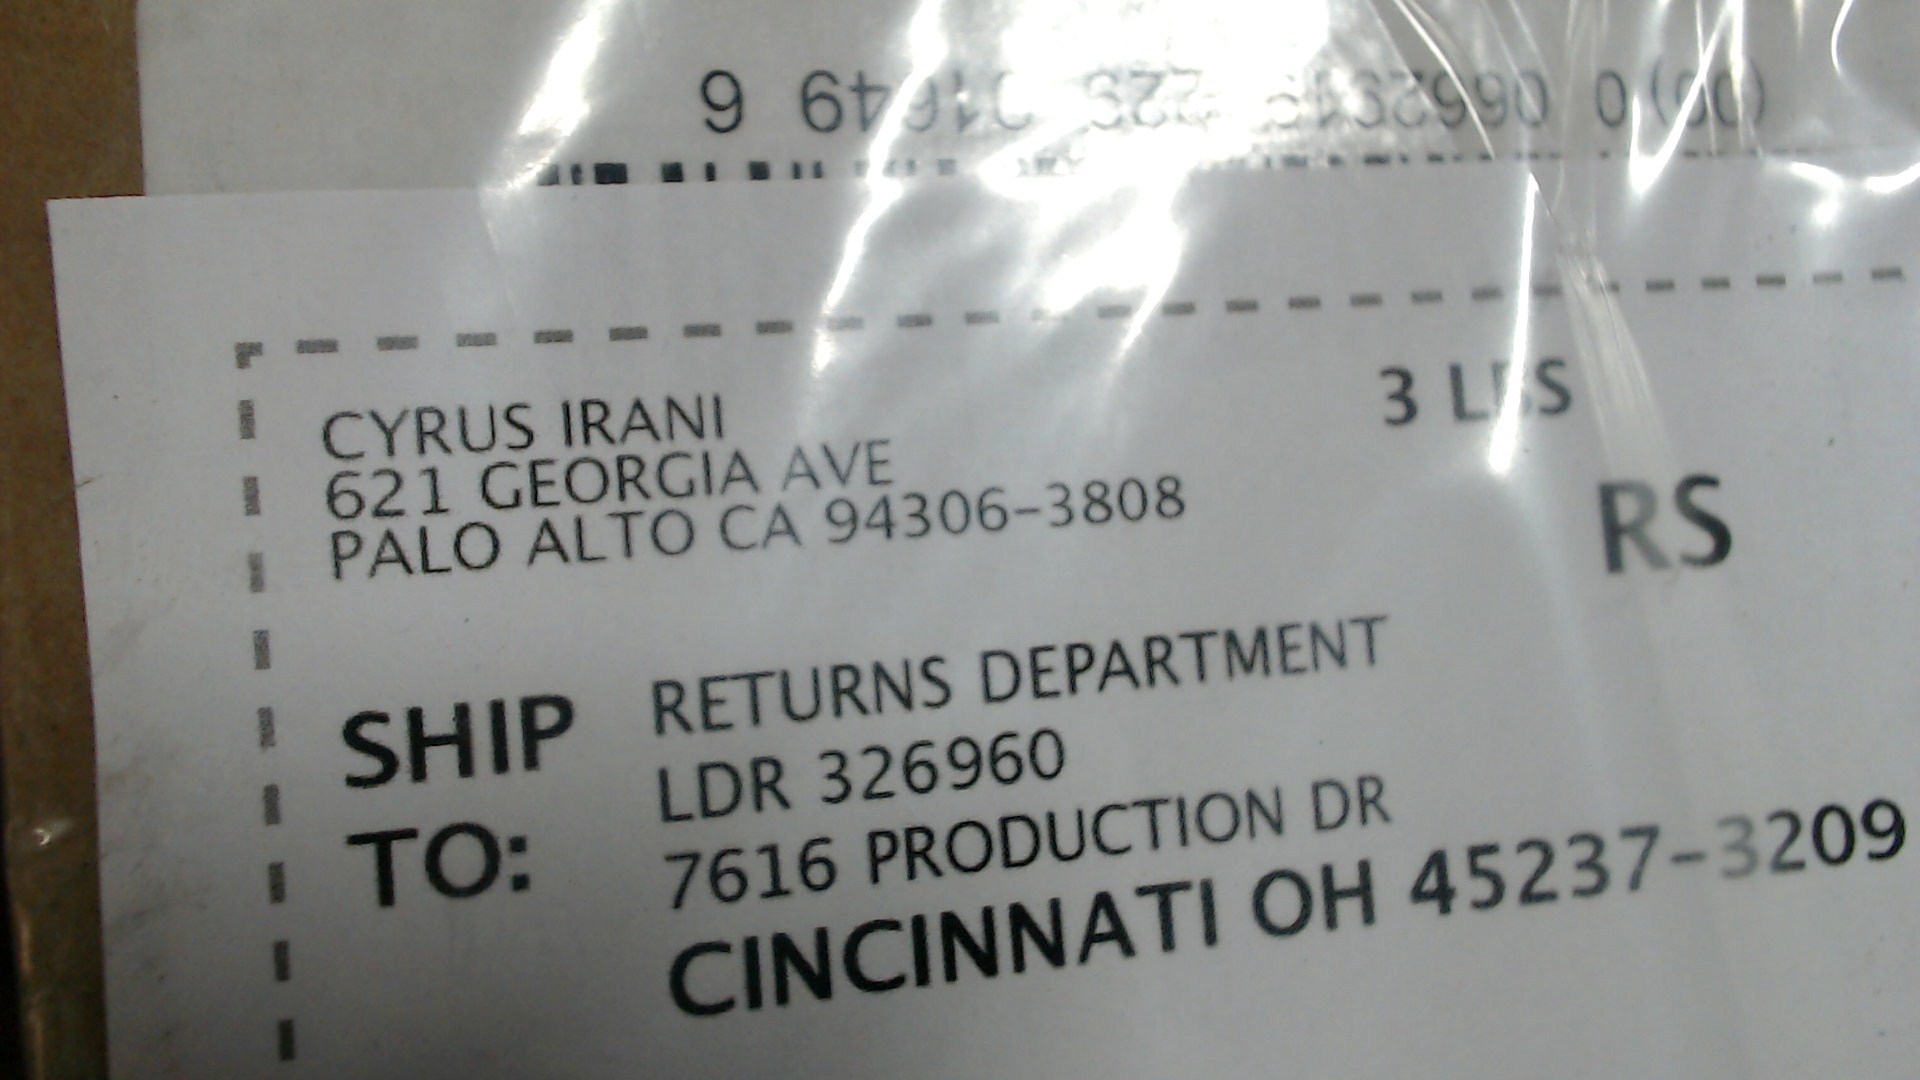 CYRUS IRANI
621 GEORGIA AVE
PALO ALTO CA 94306-3808
3 LBS
RS
SHIP TO:
RETURNS DEPARTMENT
LDR 326960
7616 PRODUCTION DR
CINCINNATI OH 45237-3209